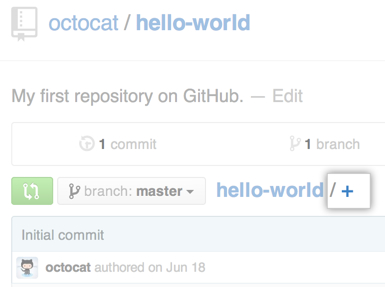 octocat / hello-world
My first repository on GitHub. — Edit
1 commit 1 branch
branch: master hello-world / +
Initial commit
octocat authored on Jun 18